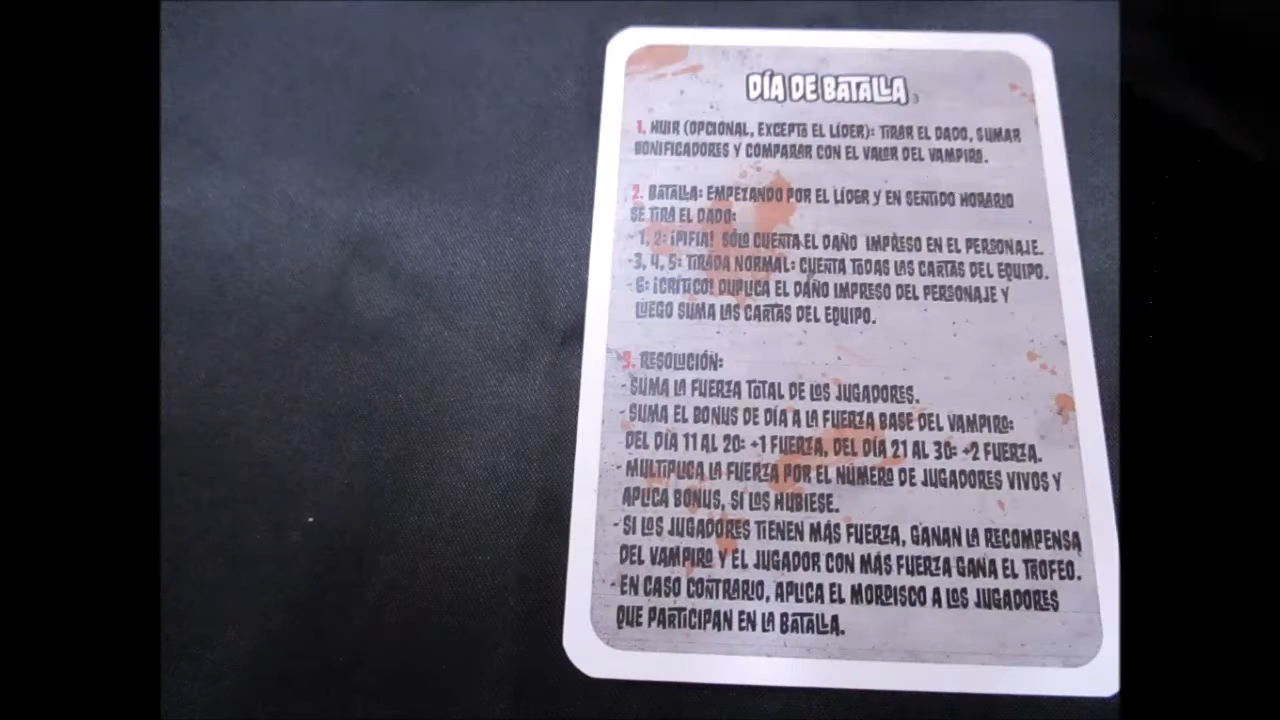 DÍA DE BATALLA 3
1. HUIR (OPCIONAL, EXCEPTO EL LÍDER): TIRAR EL DADO, SUMAR
BONIFICADORES Y COMPARAR CON EL VALOR DEL VAMPIRO.
2. BATALLA: EMPEZANDO POR EL LÍDER Y EN SENTIDO HORARIO
SE TIRA EL DADO:
- 1, 2: ¡PIFIA! SÓLO CUENTA EL DAÑO IMPRESO EN EL PERSONAJE.
-3, 4, 5: TIRADA NORMAL: CUENTA TODAS LAS CARTAS DEL EQUIPO.
- 6: ¡CRÍTICO! DUPLICA EL DAÑO IMPRESO DEL PERSONAJE Y
LUEGO SUMA LAS CARTAS DEL EQUIPO.
3. RESOLUCIÓN:
- SUMA LA FUERZA TOTAL DE LOS JUGADORES.
- SUMA EL BONUS DE DÍA A LA FUERZA BASE DEL VAMPIRO:
DEL DÍA 11 AL 20: +1 FUERZA, DEL DÍA 21 AL 30: +2 FUERZA.
- MULTIPLICA LA FUERZA POR EL NÚMERO DE JUGADORES VIVOS Y
APLICA BONUS, SI LOS HUBIESE.
- SI LOS JUGADORES TIENEN MÁS FUERZA, GANAN LA RECOMPENSA
DEL VAMPIRO Y EL JUGADOR CON MÁS FUERZA GANA EL TROFEO.
- EN CASO CONTRARIO, APLICA EL MORDISCO A LOS JUGADORES
QUE PARTICIPAN EN LA BATALLA.